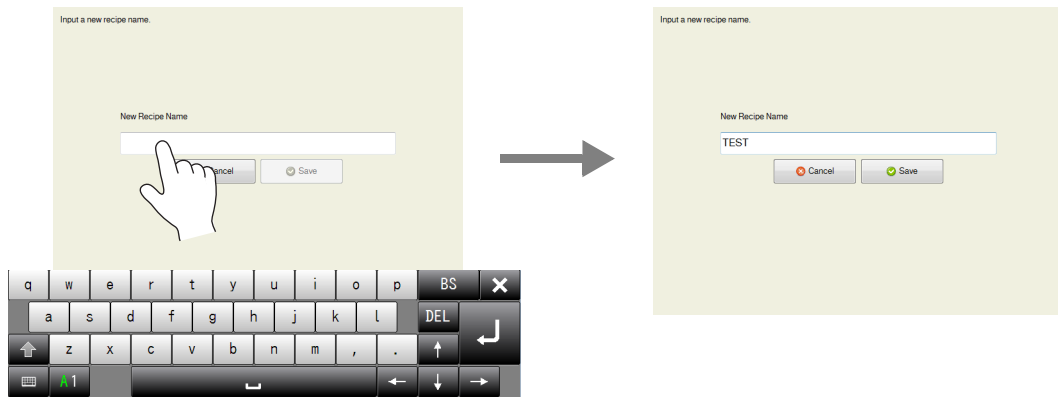 Input a new recipe name.
New Recipe Name
Cancel
Save
q w e r t y u i o p BS
a s d f g h j k l DEL
z x c v b n m , .
A1
Input a new recipe name.
New Recipe Name
TEST
Cancel
Save